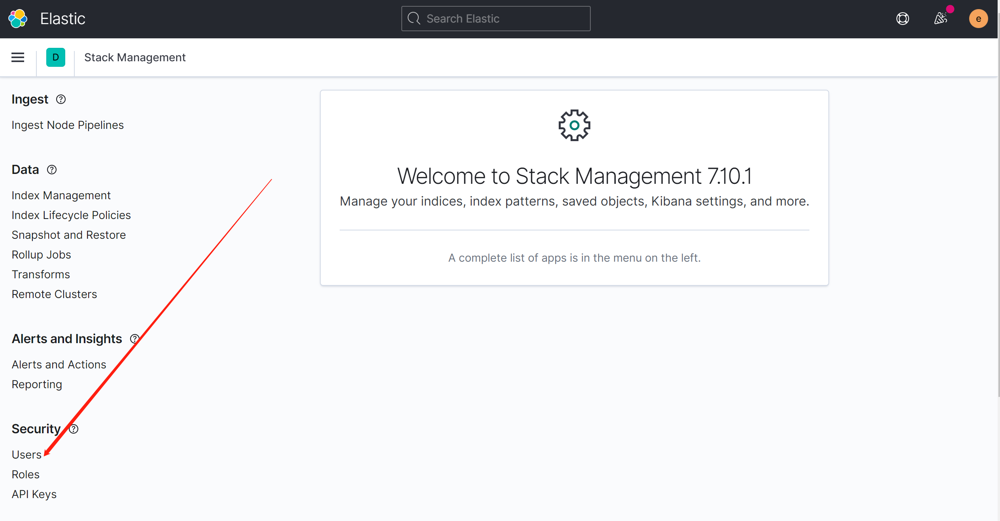 Elastic
Search Elastic
e
D
Stack Management
Ingest
Ingest Node Pipelines
Data
Index Management
Index Lifecycle Policies
Snapshot and Restore
Rollup Jobs
Transforms
Remote Clusters
Alerts and Insights
Alerts and Actions
Reporting
Security
Users
Roles
API Keys
Welcome to Stack Management 7.10.1
Manage your indices, index patterns, saved objects, Kibana settings, and more.
A complete list of apps is in the menu on the left.